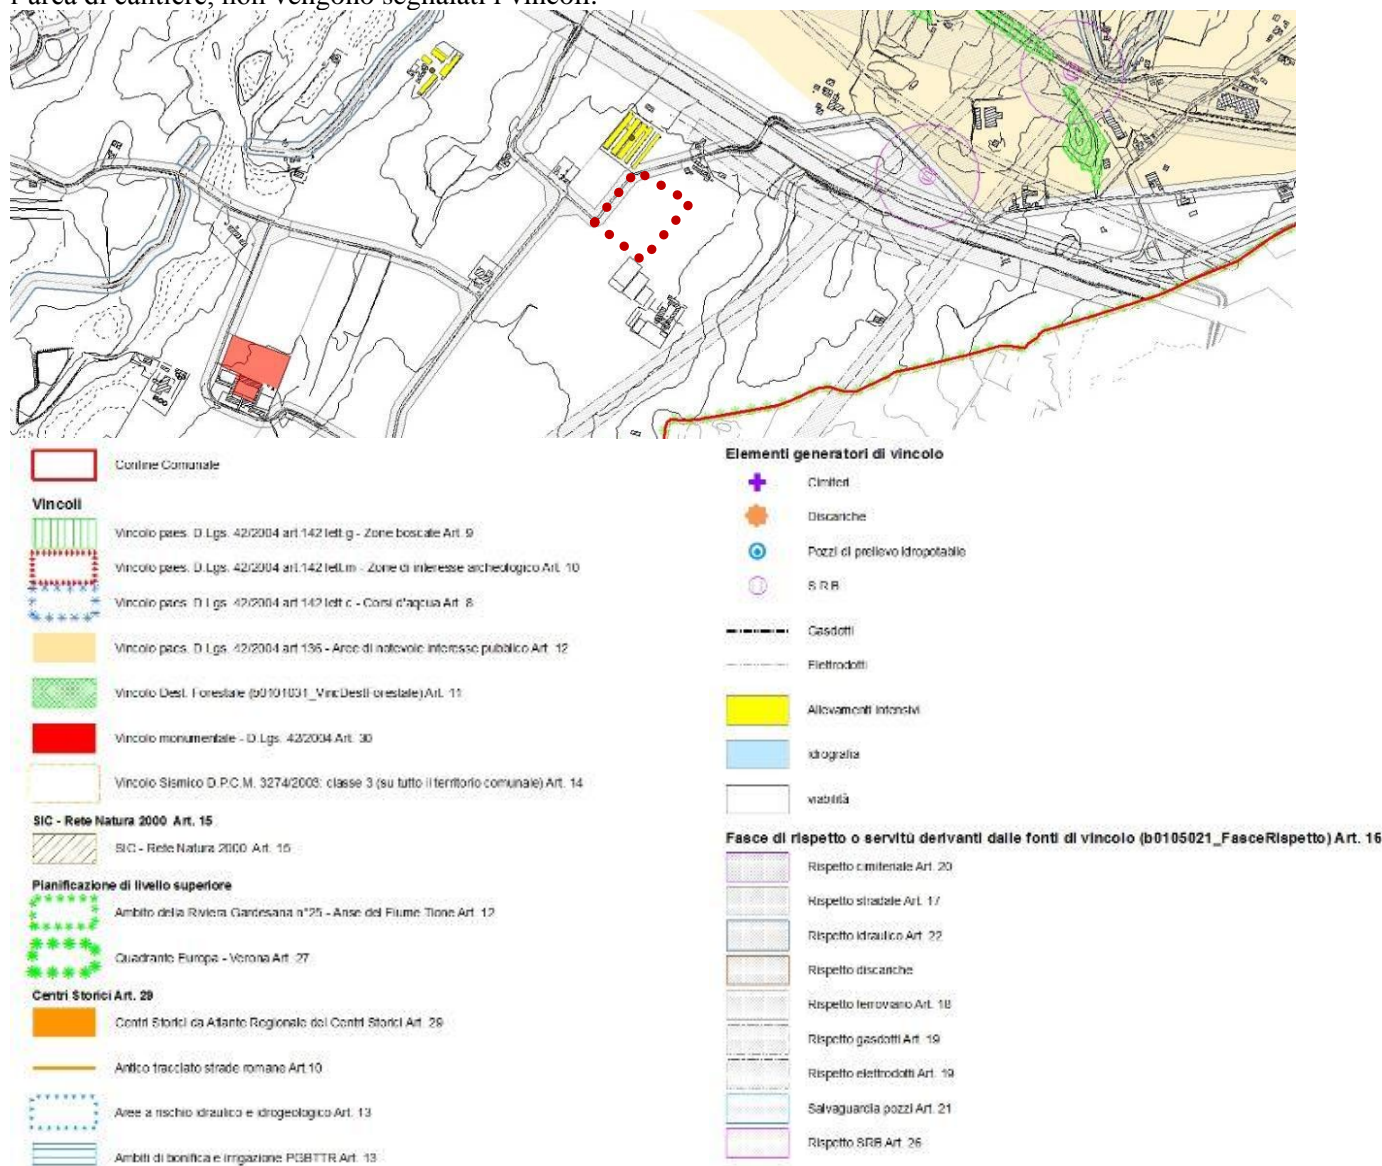 l'area di cantiere, non vengono segnalati i vincoli.
Confine Comunale
Vincoli
Vincolo paes. D.Lgs. 42/2004 art.142 lett.g - Zone boscate Art. 9
Vincolo paes. D.Lgs. 42/2004 art.142 lett.m - Zone di interesse archeologico Art. 10
Vincolo paes. D.Lgs. 42/2004 art.142 lett.c - Corsi d'aqcua Art. 8
Vincolo paes. D.Lgs. 42/2004 art.136 - Aree di notevole interesse pubblico Art. 12
Vincolo Dest. Forestale (b0101031_VincDestForestale) Art. 11
Vincolo monumentale - D.Lgs. 42/2004 Art. 30
Vincolo Sismico D.P.C.M. 3274/2003: classe 3 (su tutto il territorio comunale) Art. 14
SIC - Rete Natura 2000 Art. 15
SIC - Rete Natura 2000 Art. 15
Pianificazione di livello superiore
Ambito della Riviera Gardesana n°25 - Anse del Fiume Tione Art. 12
Quadrante Europa - Verona Art. 27
Centri Storici Art. 29
Centri Storici da Atlante Regionale dei Centri Storici Art. 29
Antico tracciato strade romane Art.10
Aree a rischio idraulico e idrogeologico Art. 13
Ambiti di bonifica e irrigazione PGBTTR Art. 13
Elementi generatori di vincolo
Cimiteri
Discariche
Pozzi di prelievo idropotabile
S.R.B.
Gasdotti
Elettrodotti
Allevamenti intensivi
idrografia
viabilità
Fasce di rispetto o servitù derivanti dalle fonti di vincolo (b0105021_FasceRispetto) Art. 16
Rispetto cimiteriale Art. 20
Rispetto stradale Art. 17
Rispetto idraulico Art. 22
Rispetto discariche
Rispetto ferroviario Art. 18
Rispetto gasdotti Art. 19
Rispetto elettrodotti Art. 19
Salvaguardia pozzi Art. 21
Rispetto SRB Art. 26